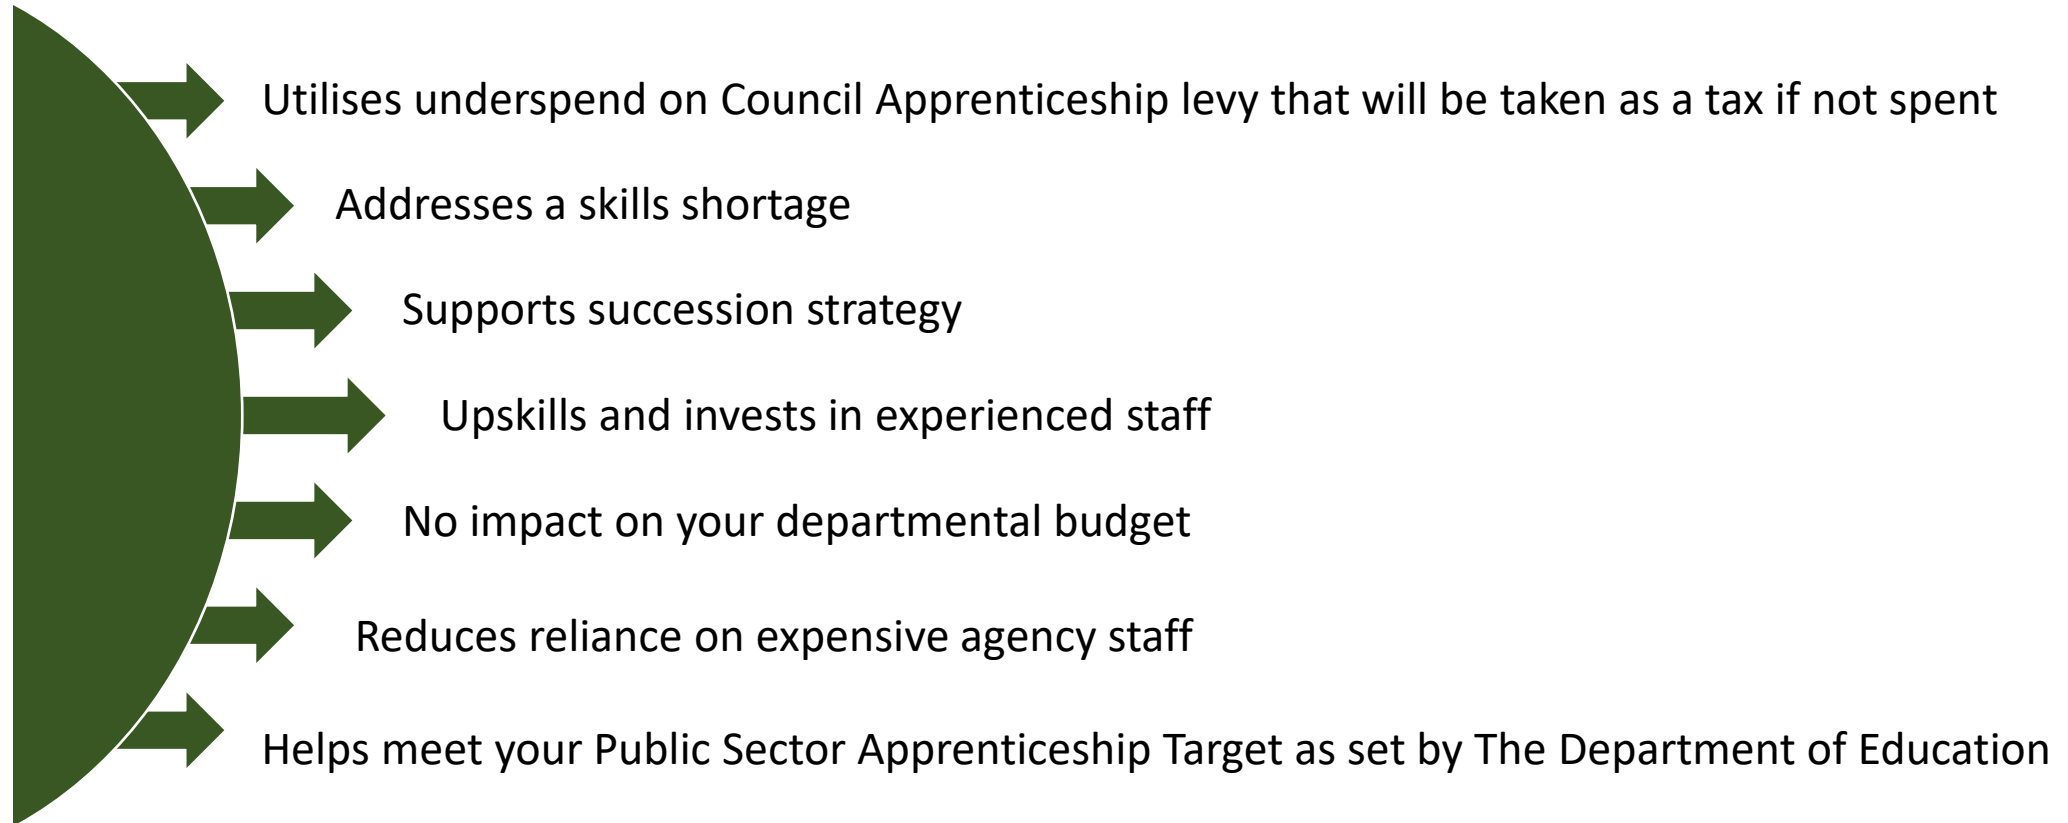 Utilises underspend on Council Apprenticeship levy that will be taken as a tax if not spent
Addresses a skills shortage
Supports succession strategy
Upskills and invests in experienced staff
No impact on your departmental budget
Reduces reliance on expensive agency staff
Helps meet your Public Sector Apprenticeship Target as set by The Department of Education